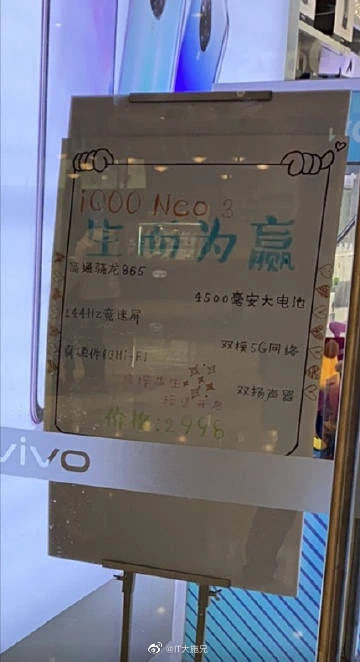 iQOO Neo 3
生而为赢
高通骁龙865
4500毫安大电池
144Hz竞速屏
双模5G网络
双扬声器
价格:2998
vivo
@IT大施兄